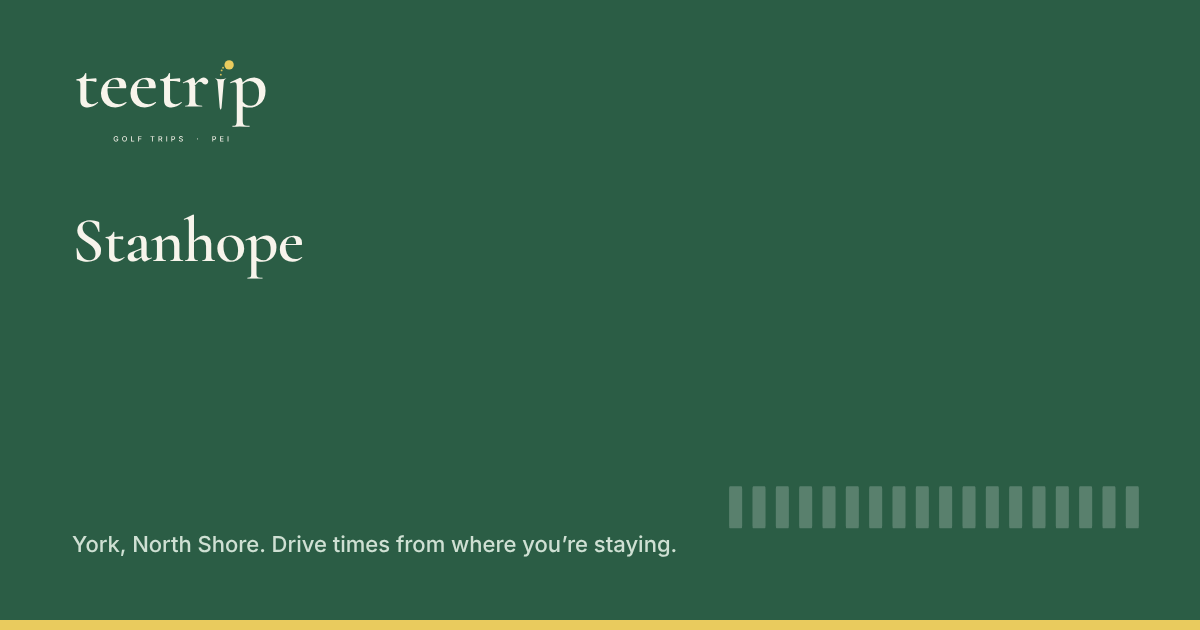 teetrip
GOLF TRIPS · PEI
Stanhope
York, North Shore. Drive times from where you’re staying.